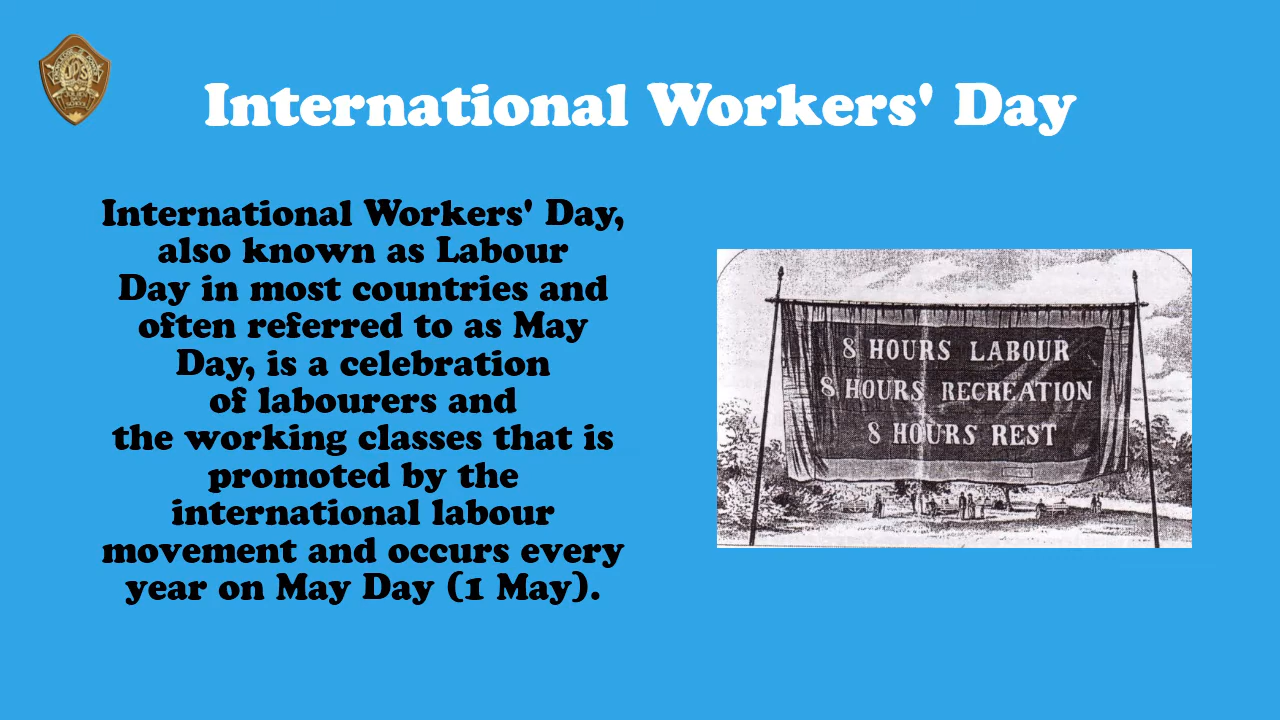 International Workers' Day
International Workers' Day,
also known as Labour
Day in most countries and
often referred to as May
Day, is a celebration
of labourers and
the working classes that is
promoted by the
international labour
movement and occurs every
year on May Day (1 May).
8 HOURS LABOUR
8 HOURS RECREATION
8 HOURS REST